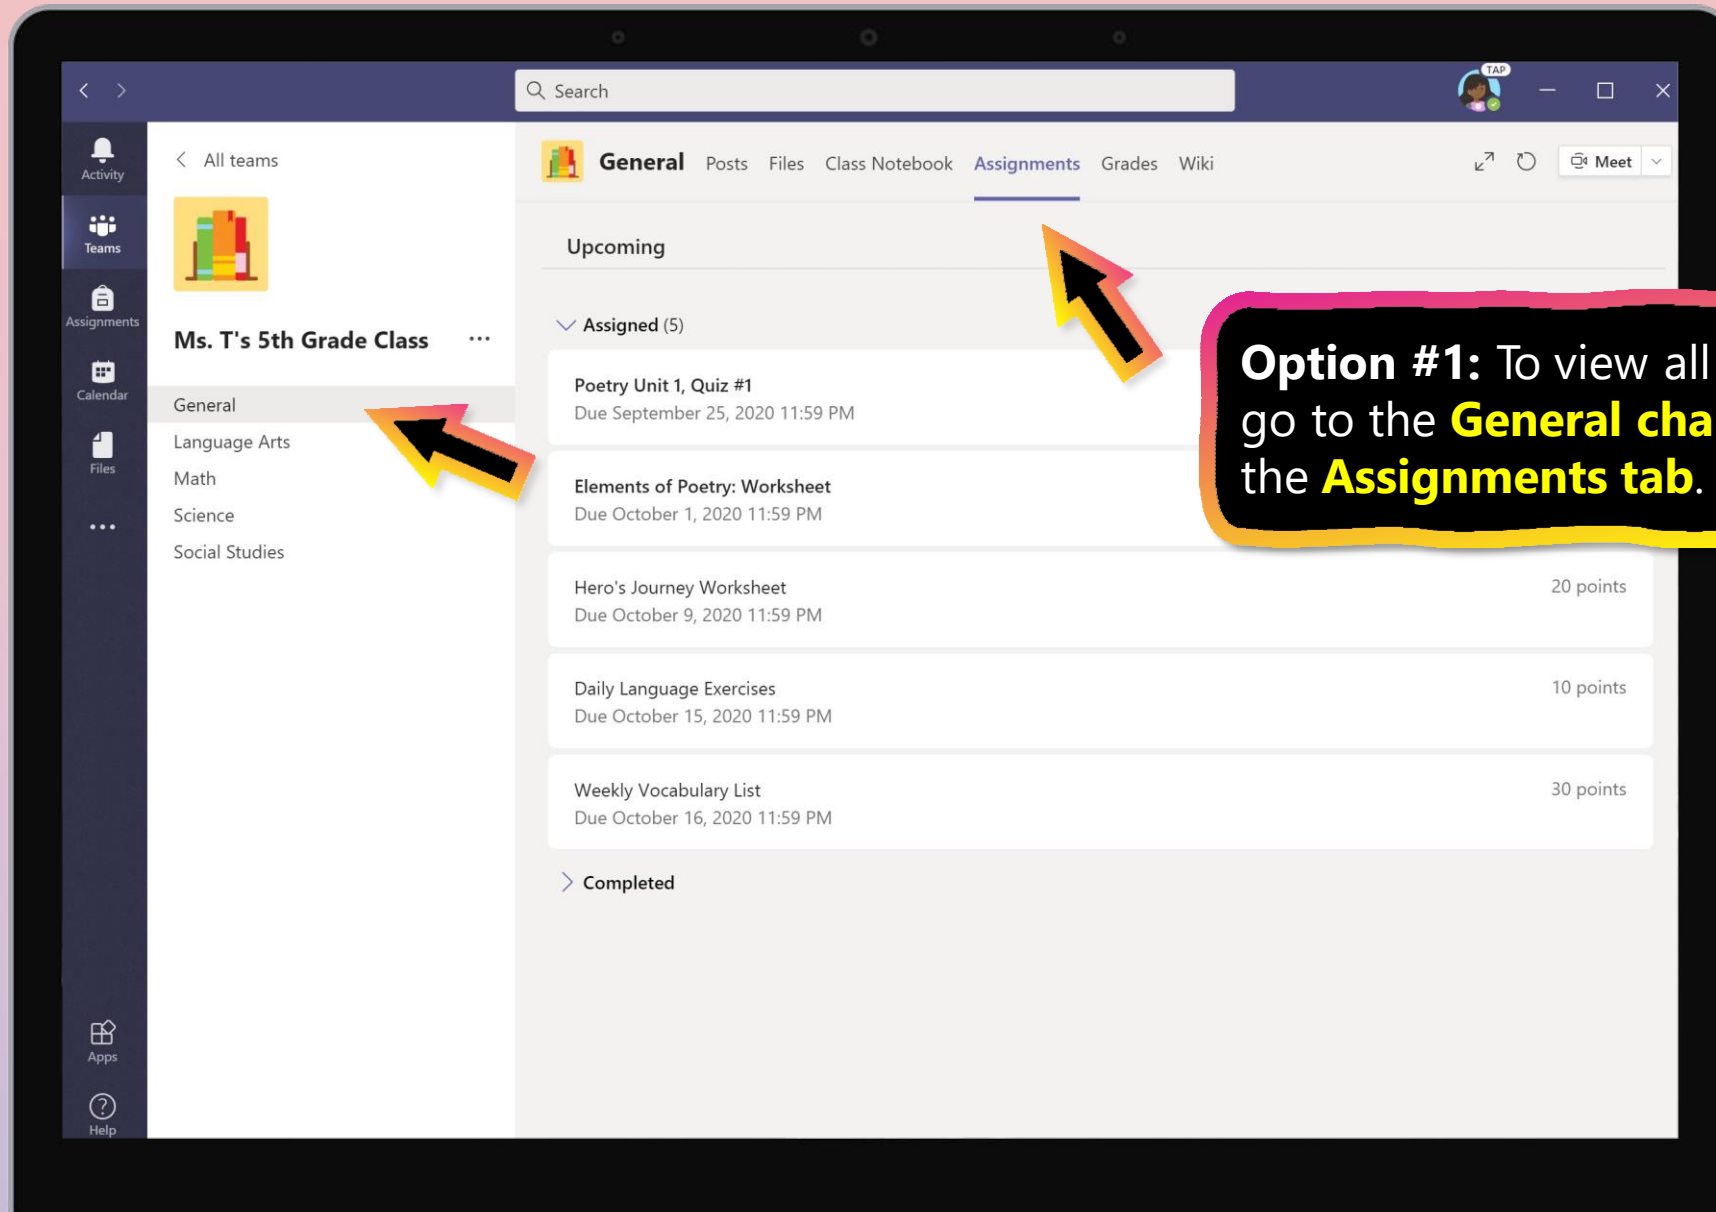 TAP
Search
Activity
Teams
Assignments
Calendar
Files
Apps
Help
All teams
Ms. T's 5th Grade Class
General
Language Arts
Math
Science
Social Studies
General Posts Files Class Notebook Assignments Grades Wiki
Meet
Upcoming
Assigned (5)
Poetry Unit 1, Quiz #1
Due September 25, 2020 11:59 PM
Elements of Poetry: Worksheet
Due October 1, 2020 11:59 PM
Hero's Journey Worksheet
20 points
Due October 9, 2020 11:59 PM
Daily Language Exercises
10 points
Due October 15, 2020 11:59 PM
Weekly Vocabulary List
30 points
Due October 16, 2020 11:59 PM
Completed
Option #1: To view all
go to the General cha
the Assignments tab.